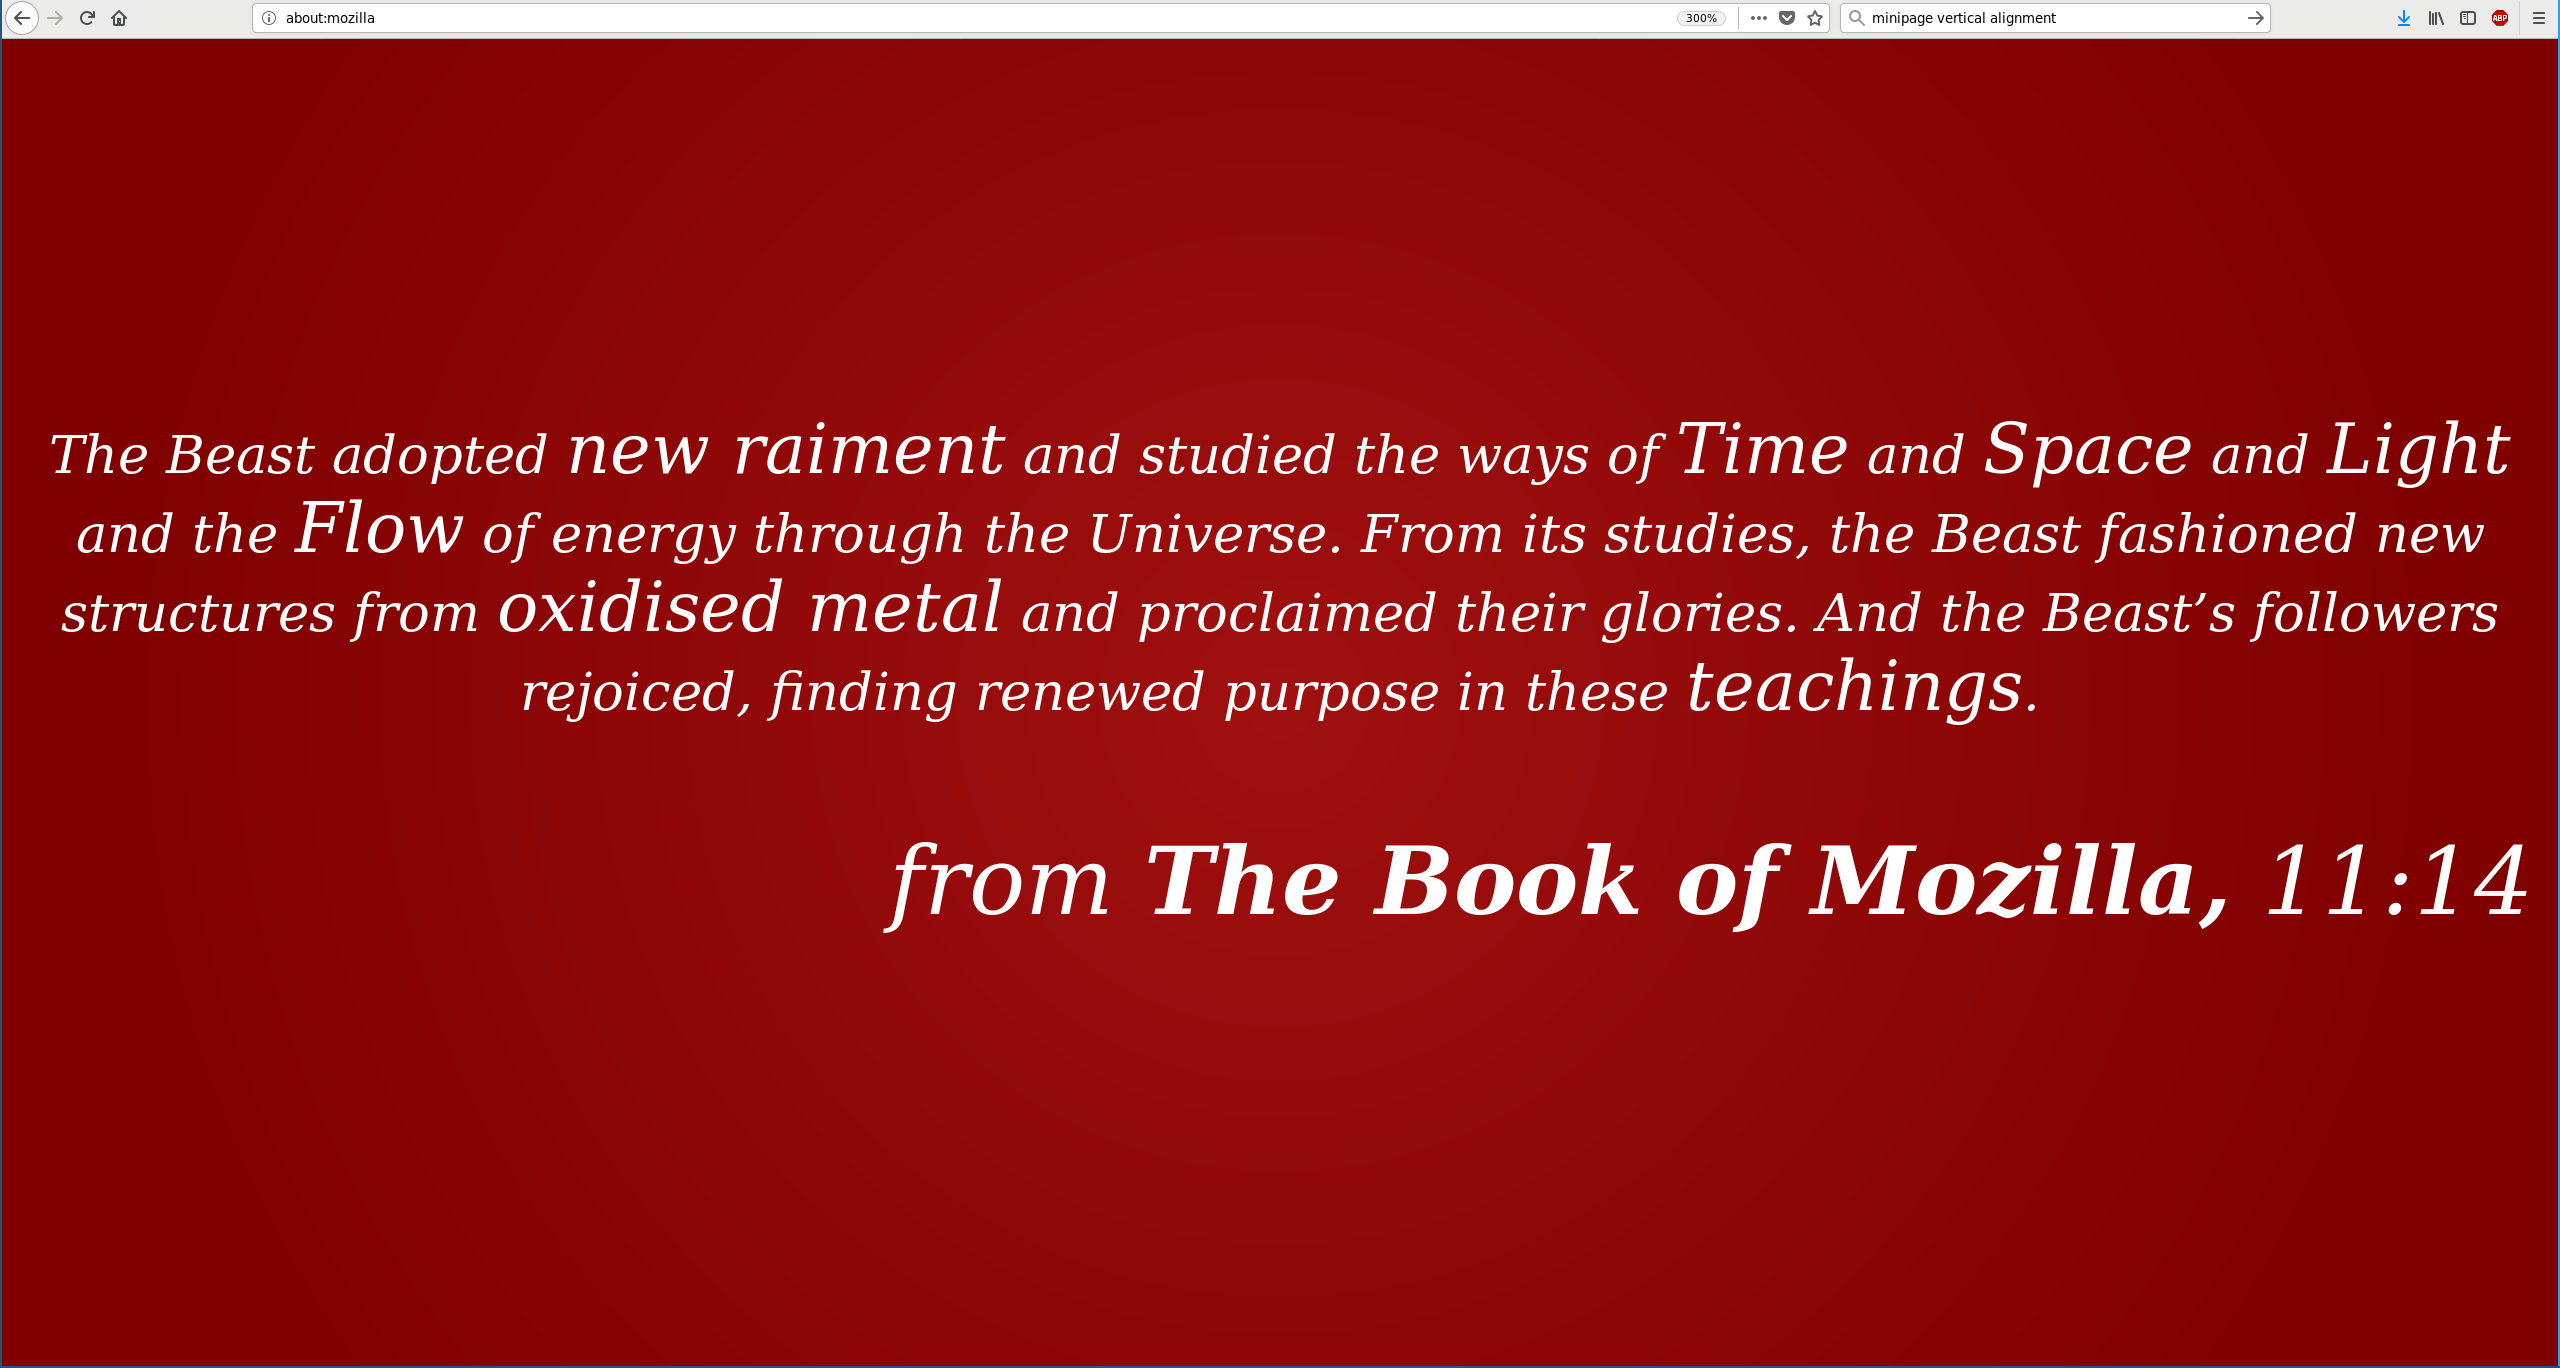 about:mozilla 300% minipage vertical alignment ABP
The Beast adopted new raiment and studied the ways of Time and Space and Light
and the Flow of energy through the Universe. From its studies, the Beast fashioned new
structures from oxidised metal and proclaimed their glories. And the Beast’s followers
rejoiced, finding renewed purpose in these teachings.
from The Book of Mozilla, 11:14